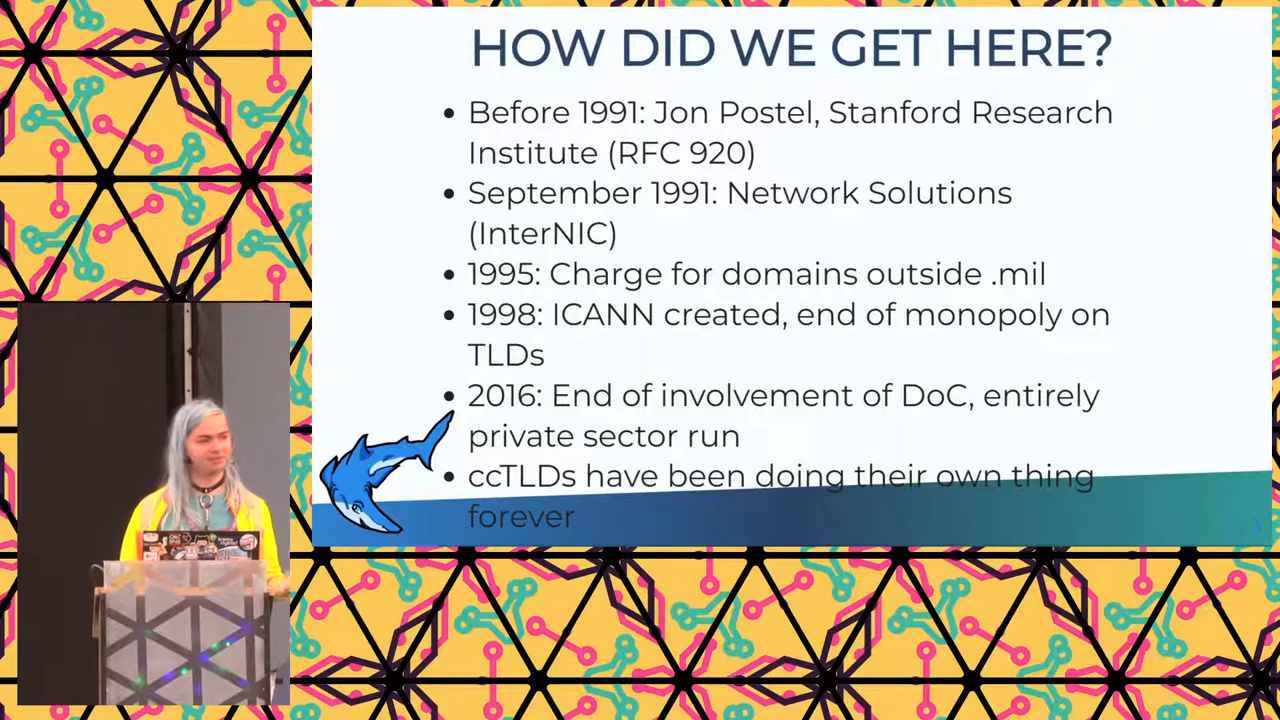 HOW DID WE GET HERE?
• Before 1991: Jon Postel, Stanford Research
Institute (RFC 920)
• September 1991: Network Solutions
(InterNIC)
• 1995: Charge for domains outside .mil
• 1998: ICANN created, end of monopoly on
TLDs
• 2016: End of involvement of DoC, entirely
private sector run
• ccTLDs have been doing their own thing
forever